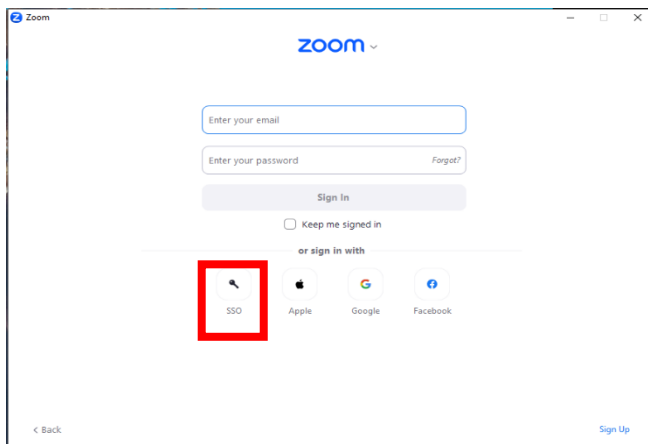 Zoom
zoom
Enter your email
Enter your password Forgot?
Sign In
Keep me signed in
or sign in with
SSO Apple Google Facebook
< Back Sign Up